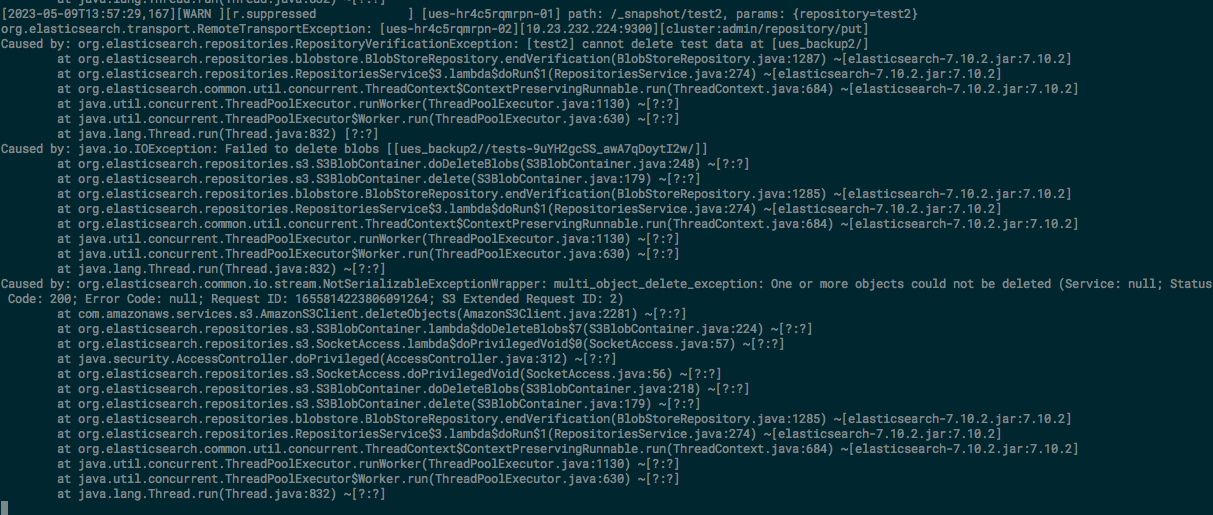 at java.lang.Thread.run(Thread.java:832) ~[?:?]
[2023-05-09T13:57:29,167][WARN ][r.suppressed ] [ues-hr4c5rqmrpn-01] path: /_snapshot/test2, params: {repository=test2}
org.elasticsearch.transport.RemoteTransportException: [ues-hr4c5rqmrpn-02][10.23.232.224:9300][cluster:admin/repository/put]
Caused by: org.elasticsearch.repositories.RepositoryVerificationException: [test2] cannot delete test data at [ues_backup2/]
at org.elasticsearch.repositories.blobstore.BlobStoreRepository.endVerification(BlobStoreRepository.java:1287) ~[elasticsearch-7.10.2.jar:7.10.2]
at org.elasticsearch.repositories.RepositoriesService$3.lambda$doRun$1(RepositoriesService.java:274) ~[elasticsearch-7.10.2.jar:7.10.2]
at org.elasticsearch.common.util.concurrent.ThreadContext$ContextPreservingRunnable.run(ThreadContext.java:684) ~[elasticsearch-7.10.2.jar:7.10.2]
at java.util.concurrent.ThreadPoolExecutor.runWorker(ThreadPoolExecutor.java:1130) ~[?:?]
at java.util.concurrent.ThreadPoolExecutor$Worker.run(ThreadPoolExecutor.java:630) ~[?:?]
at java.lang.Thread.run(Thread.java:832) [?:?]
Caused by: java.io.IOException: Failed to delete blobs [[ues_backup2//tests-9uYH2gcSS_awA7qDoytI2w/]]
at org.elasticsearch.repositories.s3.S3BlobContainer.doDeleteBlobs(S3BlobContainer.java:248) ~[?:?]
at org.elasticsearch.repositories.s3.S3BlobContainer.delete(S3BlobContainer.java:179) ~[?:?]
at org.elasticsearch.repositories.blobstore.BlobStoreRepository.endVerification(BlobStoreRepository.java:1285) ~[elasticsearch-7.10.2.jar:7.10.2]
at org.elasticsearch.repositories.RepositoriesService$3.lambda$doRun$1(RepositoriesService.java:274) ~[elasticsearch-7.10.2.jar:7.10.2]
at org.elasticsearch.common.util.concurrent.ThreadContext$ContextPreservingRunnable.run(ThreadContext.java:684) ~[elasticsearch-7.10.2.jar:7.10.2]
at java.util.concurrent.ThreadPoolExecutor.runWorker(ThreadPoolExecutor.java:1130) ~[?:?]
at java.util.concurrent.ThreadPoolExecutor$Worker.run(ThreadPoolExecutor.java:630) ~[?:?]
at java.lang.Thread.run(Thread.java:832) ~[?:?]
Caused by: org.elasticsearch.common.io.stream.NotSerializableExceptionWrapper: multi_object_delete_exception: One or more objects could not be deleted (Service: null; Status
Code: 200; Error Code: null; Request ID: 1655814223806091264; S3 Extended Request ID: 2)
at com.amazonaws.services.s3.AmazonS3Client.deleteObjects(AmazonS3Client.java:2281) ~[?:?]
at org.elasticsearch.repositories.s3.S3BlobContainer.lambda$doDeleteBlobs$7(S3BlobContainer.java:224) ~[?:?]
at org.elasticsearch.repositories.s3.SocketAccess.lambda$doPrivilegedVoid$0(SocketAccess.java:57) ~[?:?]
at java.security.AccessController.doPrivileged(AccessController.java:312) ~[?:?]
at org.elasticsearch.repositories.s3.SocketAccess.doPrivilegedVoid(SocketAccess.java:56) ~[?:?]
at org.elasticsearch.repositories.s3.S3BlobContainer.doDeleteBlobs(S3BlobContainer.java:218) ~[?:?]
at org.elasticsearch.repositories.s3.S3BlobContainer.delete(S3BlobContainer.java:179) ~[?:?]
at org.elasticsearch.repositories.blobstore.BlobStoreRepository.endVerification(BlobStoreRepository.java:1285) ~[elasticsearch-7.10.2.jar:7.10.2]
at org.elasticsearch.repositories.RepositoriesService$3.lambda$doRun$1(RepositoriesService.java:274) ~[elasticsearch-7.10.2.jar:7.10.2]
at org.elasticsearch.common.util.concurrent.ThreadContext$ContextPreservingRunnable.run(ThreadContext.java:684) ~[elasticsearch-7.10.2.jar:7.10.2]
at java.util.concurrent.ThreadPoolExecutor.runWorker(ThreadPoolExecutor.java:1130) ~[?:?]
at java.util.concurrent.ThreadPoolExecutor$Worker.run(ThreadPoolExecutor.java:630) ~[?:?]
at java.lang.Thread.run(Thread.java:832) ~[?:?]